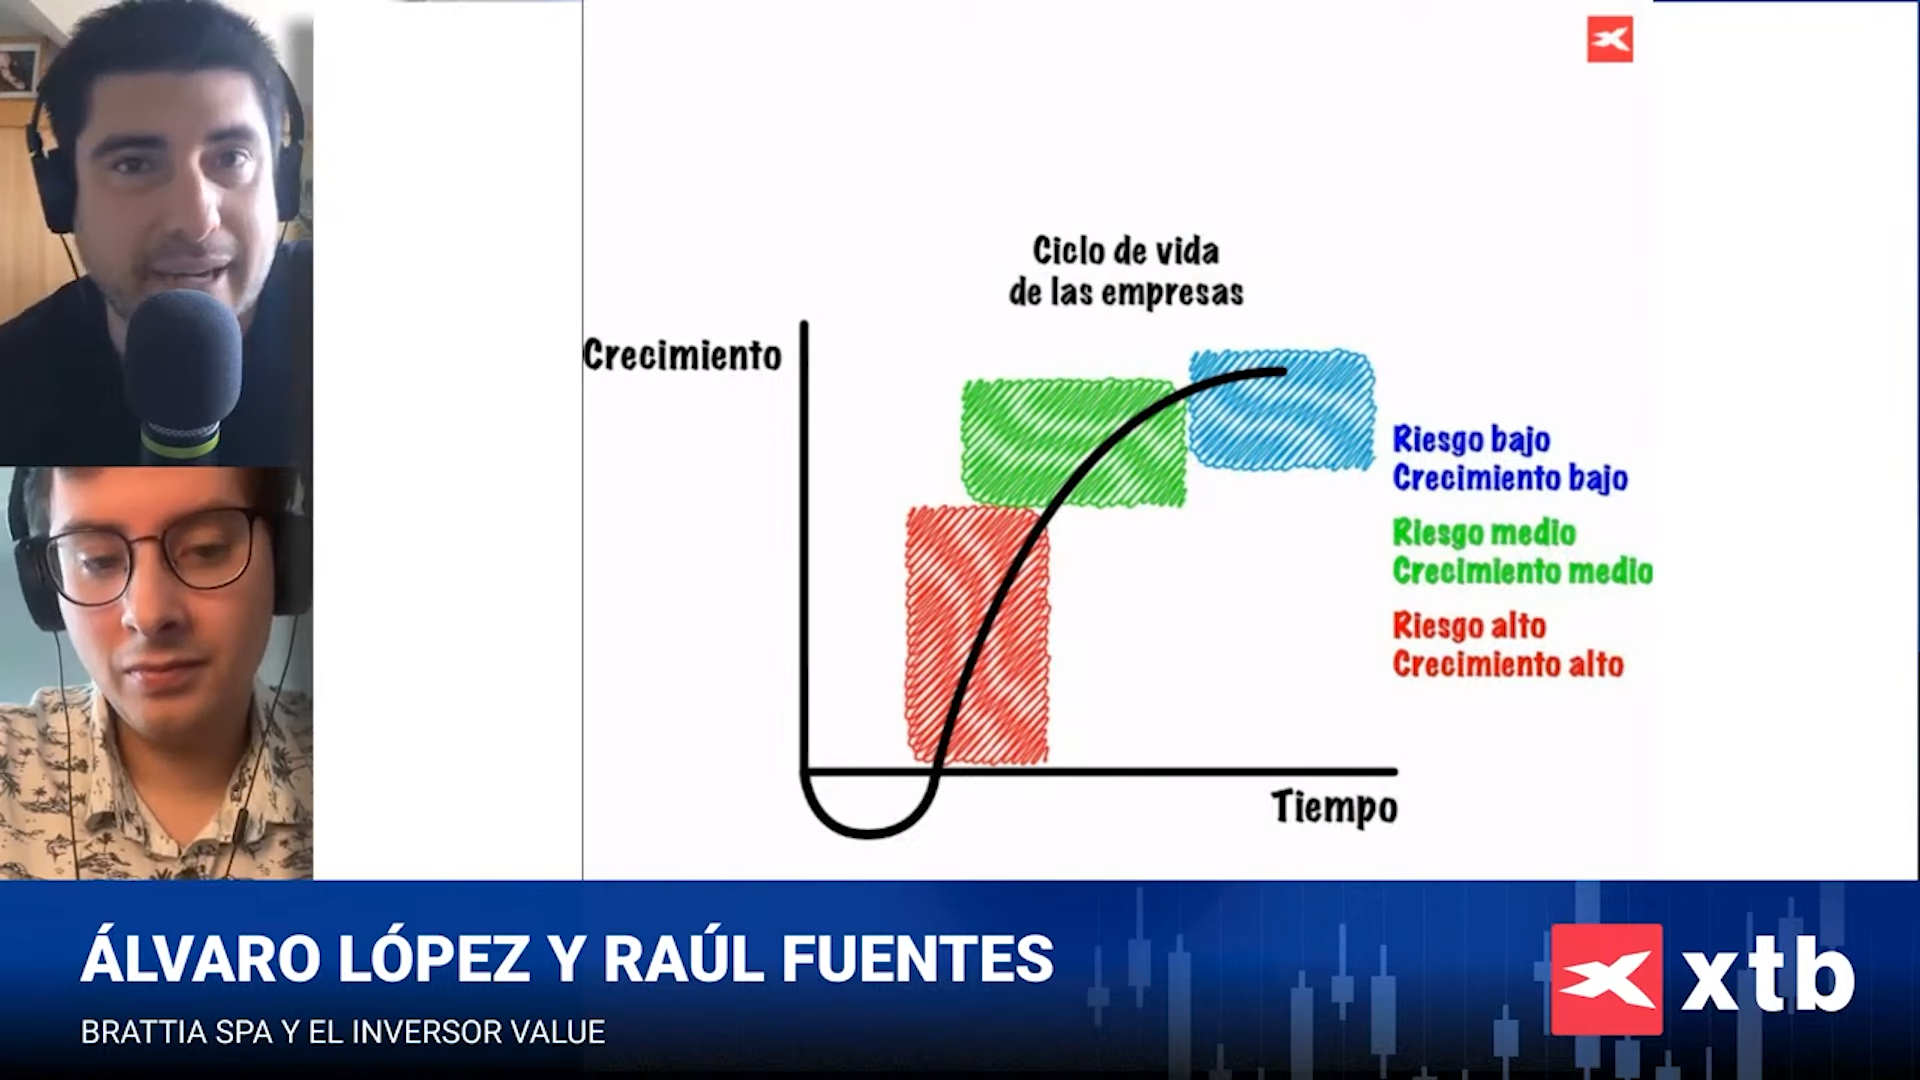 Ciclo de vida
de las empresas
Crecimiento
Riesgo bajo
Crecimiento bajo
Riesgo medio
Crecimiento medio
Riesgo alto
Crecimiento alto
Tiempo
ÁLVARO LÓPEZ Y RAÚL FUENTES
BRATTIA SPA Y EL INVERSOR VALUE
xtb